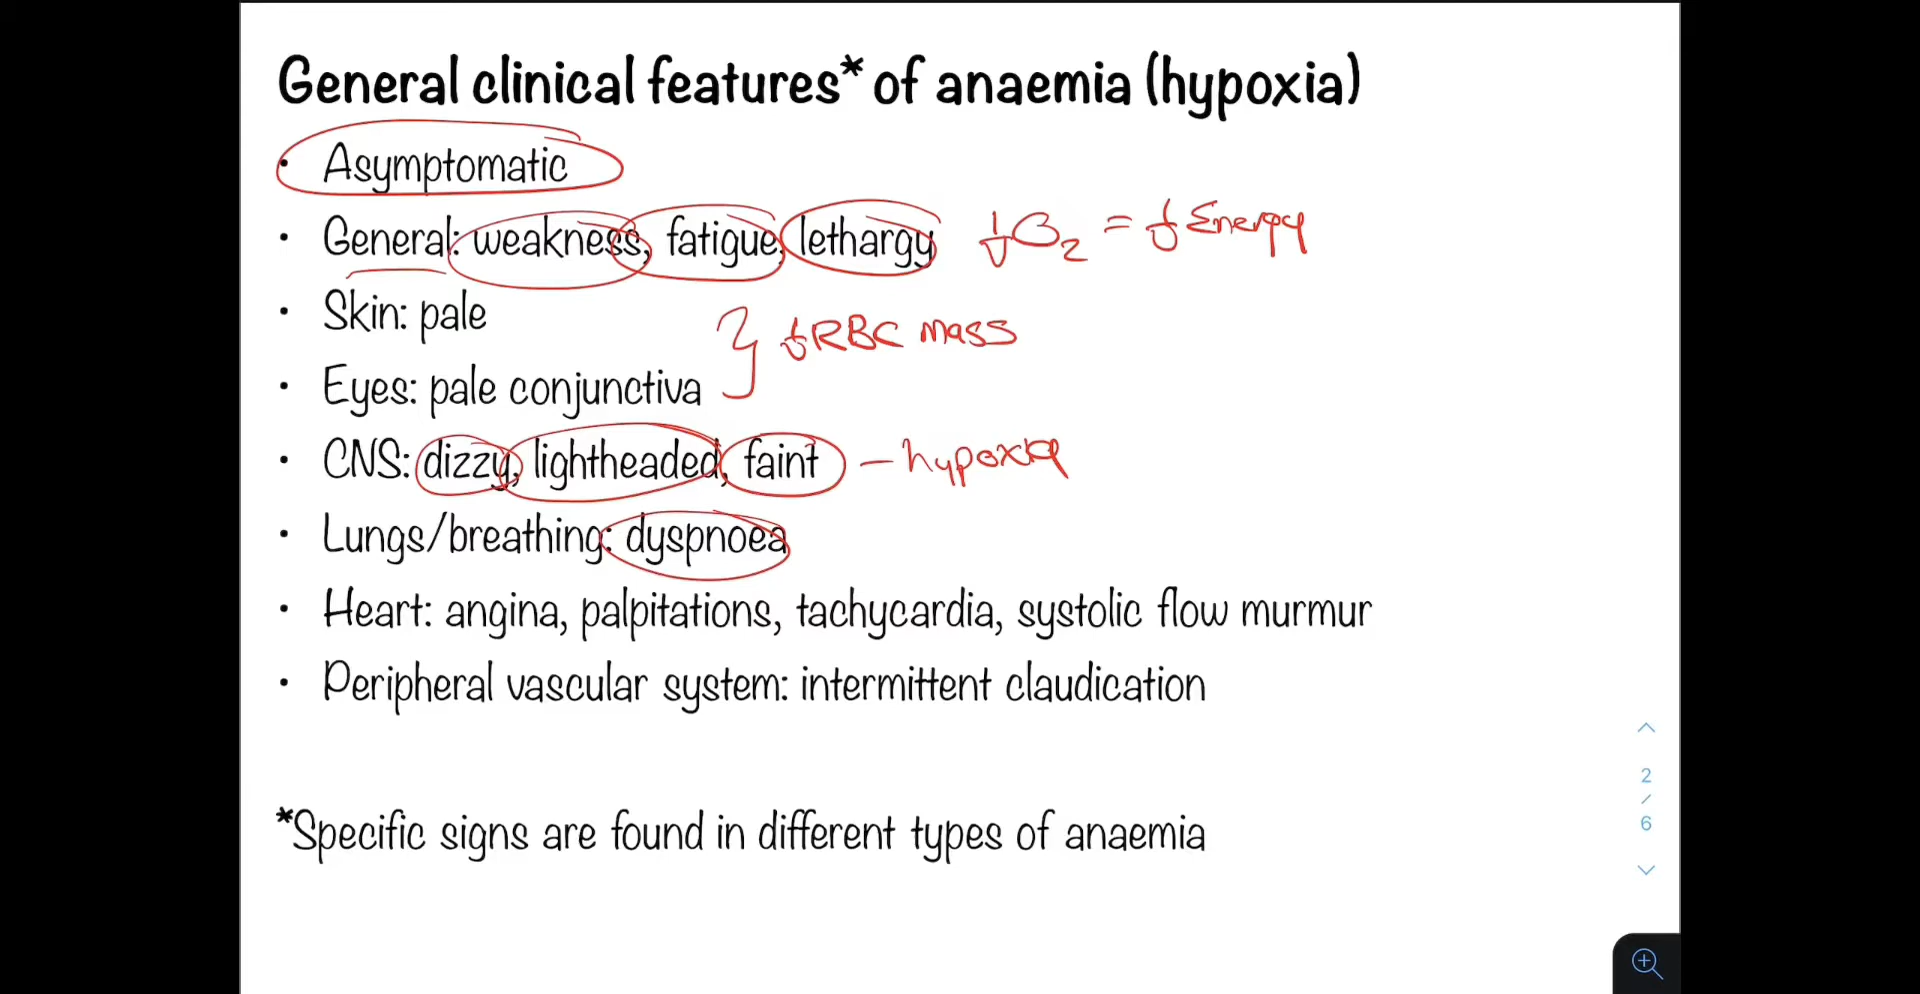 General clinical features* of anaemia (hypoxia)
• Asymptomatic
• General: weakness, fatigue, lethargy ↓O2 = ↓Energy
• Skin: pale
↓RBC mass
• Eyes: pale conjunctiva
• CNS: dizzy, lightheaded, faint – hypoxia
• Lungs/breathing: dyspnoea
• Heart: angina, palpitations, tachycardia, systolic flow murmur
• Peripheral vascular system: intermittent claudication
2
/
6
*Specific signs are found in different types of anaemia